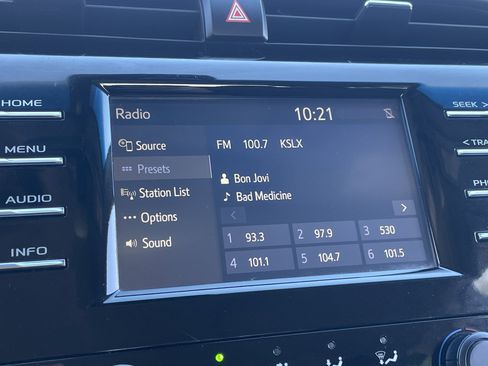 Radio 10:21
HOME
MENU
AUDIO
INFO
Source
Presets
Station List
Options
Sound
FM 100.7 KSLX
Bon Jovi
Bad Medicine
1 93.3 2 97.9 3 530
4 101.1 5 104.7 6 101.5
SEEK >
< TRA
PH